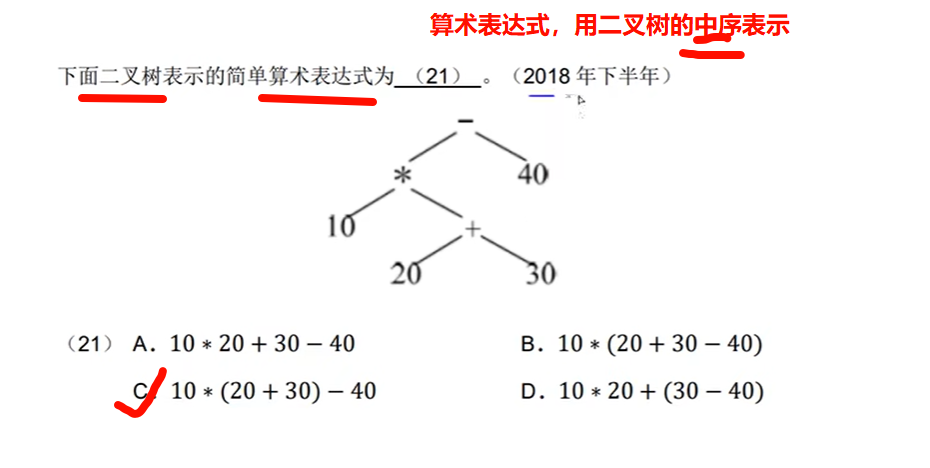 算术表达式，用二叉树的中序表示
下面二叉树表示的简单算术表达式为（21）。（2018 年下半年）
-
* 40
10 +
20 30
（21） A. 10 ∗ 20 + 30 − 40 B. 10 ∗ (20 + 30 − 40)
C. 10 ∗ (20 + 30) − 40 D. 10 ∗ 20 + (30 − 40)